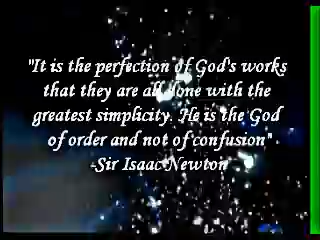 "It is the perfection of God's works
that they are all done with the
greatest simplicity. He is the God
of order and not of confusion"
-Sir Isaac Newton